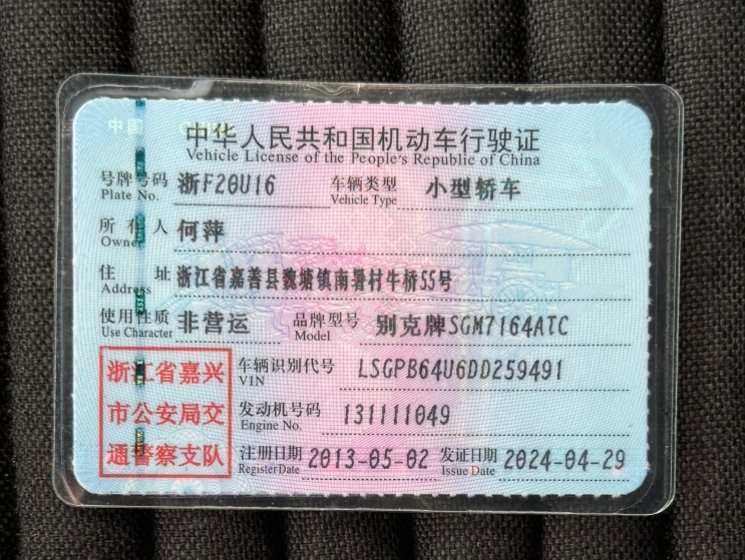 中国 CHINA
中华人民共和国机动车行驶证
Vehicle License of the People's Republic of China
号牌号码 浙F20U16 车辆类型 小型轿车
Plate No. Vehicle Type
所有人 何萍
Owner
住址 浙江省嘉善县魏塘镇南暑村牛桥55号
Address
使用性质 非营运 品牌型号 别克牌SGM7164ATC
Use Character Model
浙江省嘉兴
市公安局交
通警察支队
车辆识别代号 LSGPB64U6DD259491
VIN
发动机号码 131111049
Engine No.
注册日期 2013-05-02 发证日期 2024-04-29
Register Date Issue Date